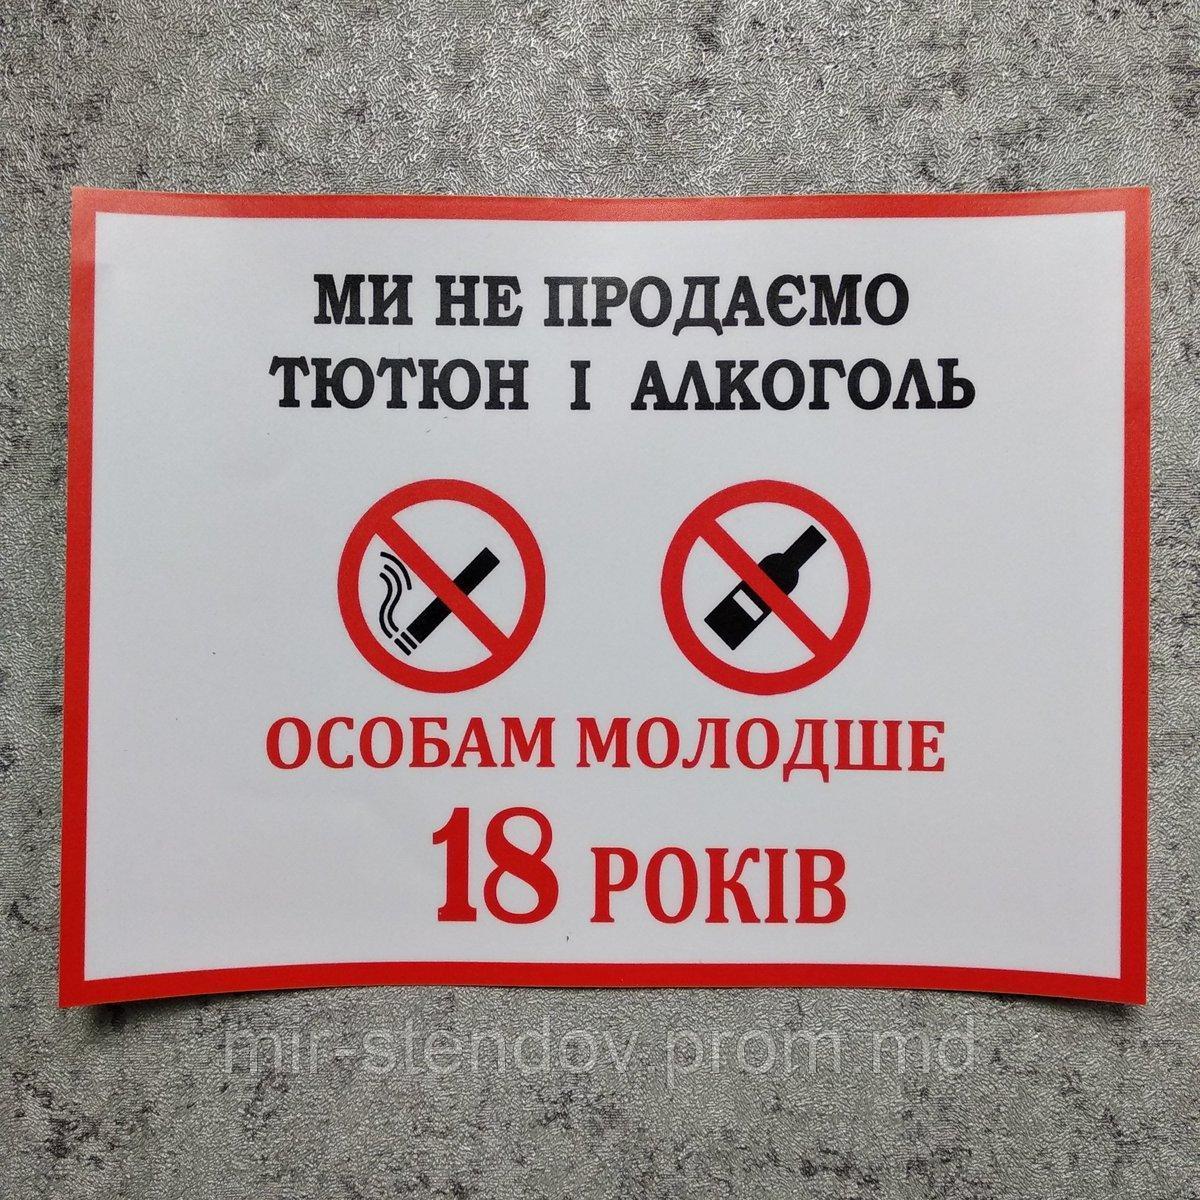 МИ НЕ ПРОДАЄМО
ТЮТЮН І АЛКОГОЛЬ
ОСОБАМ МОЛОДШЕ
18 РОКІВ
mir-stendov.prom.md